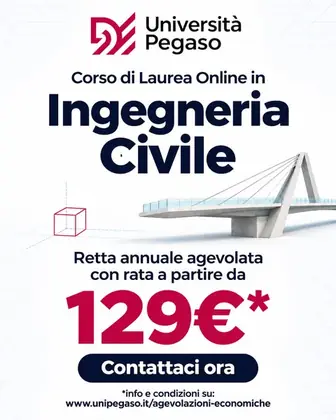 Università
Pegaso
Corso di Laurea Online in
Ingegneria
Civile
Retta annuale agevolata
con rata a partire da
129€*
Contattaci ora
*info e condizioni su:
www.unipegaso.it/agevolazioni-economiche